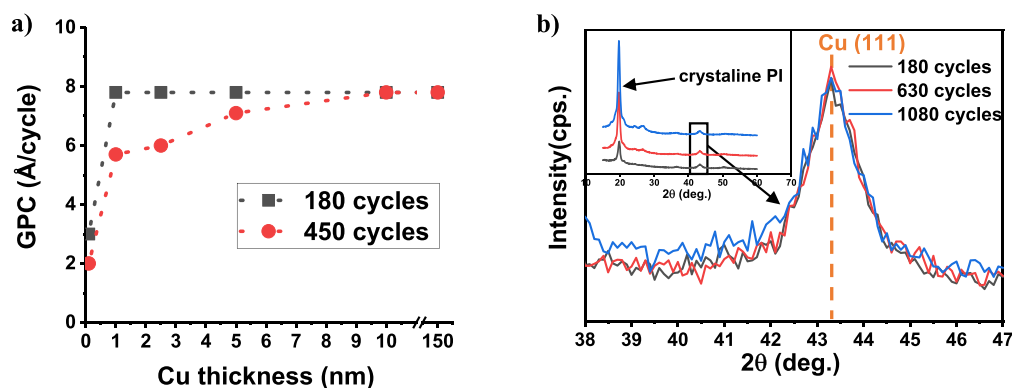 a)
10
8
6
4
2
0
GPC (Å/cycle)
180 cycles
450 cycles
0 1 2 3 4 5 6 7 8 9 10 150
Cu thickness (nm)
b)
Cu (111)
180 cycles
630 cycles
1080 cycles
crystaline PI
10 20 30 40 50 60 70
2θ (deg.)
Intensity(cps.)
38 39 40 41 42 43 44 45 46 47
2θ (deg.)